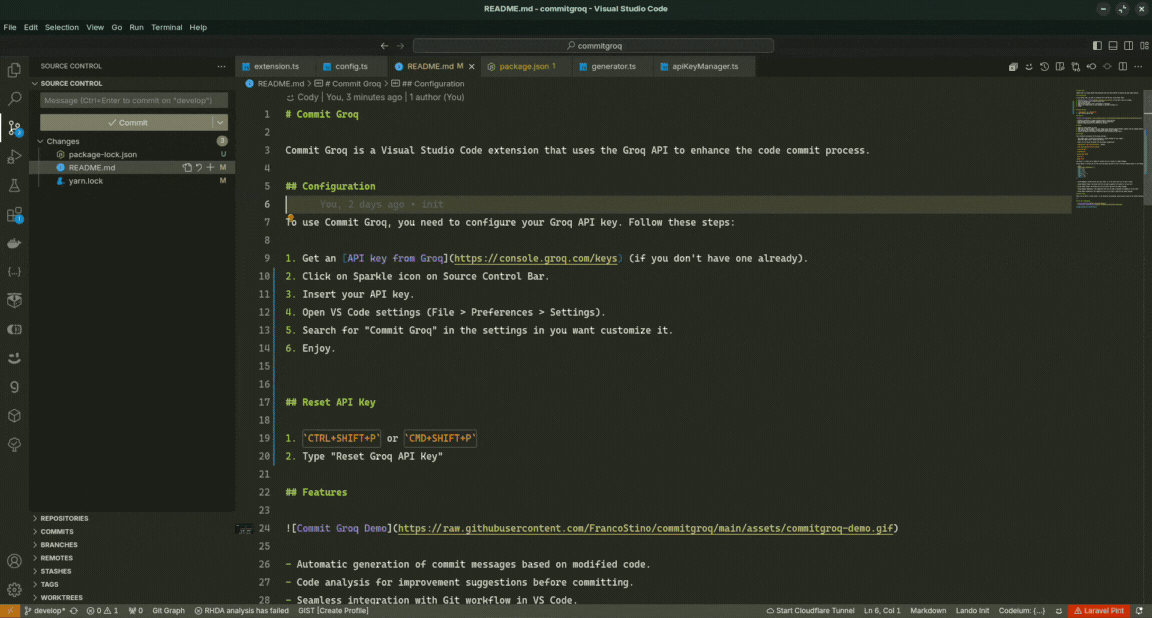 README.md - commitgroq - Visual Studio Code
File Edit Selection View Go Run Terminal Help
commitgroq
SOURCE CONTROL
SOURCE CONTROL
Message (Ctrl+Enter to commit on "develop")
Commit
Changes 3
package-lock.json U
README.md M
yarn.lock M
REPOSITORIES
COMMITS
BRANCHES
REMOTES
STASHES
TAGS
WORKTREES
extension.ts config.ts README.md M package.json 1 generator.ts apiKeyManager.ts
README.md > # Commit Groq > ## Configuration
Cody | You, 3 minutes ago | 1 author (You)
1 # Commit Groq
2
3 Commit Groq is a Visual Studio Code extension that uses the Groq API to enhance the code commit process.
4
5 ## Configuration
6 You, 2 days ago • init
7 To use Commit Groq, you need to configure your Groq API key. Follow these steps:
8
9 1. Get an [API key from Groq](https://console.groq.com/keys) (if you don't have one already).
10 2. Click on Sparkle icon on Source Control Bar.
11 3. Insert your API key.
12 4. Open VS Code settings (File > Preferences > Settings).
13 5. Search for "Commit Groq" in the settings in you want customize it.
14 6. Enjoy.
15
16
17 ## Reset API Key
18
19 1. `CTRL+SHIFT+P` or `CMD+SHIFT+P`
20 2. Type "Reset Groq API Key"
21
22 ## Features
23
24 ![Commit Groq Demo](https://raw.githubusercontent.com/FrancoStino/commitgroq/main/assets/commitgroq-demo.gif)
25
26 - Automatic generation of commit messages based on modified code.
27 - Code analysis for improvement suggestions before committing.
28 - Seamless integration with Git workflow in VS Code.
develop* 0 1 0 Git Graph RHDA analysis has failed GIST [Create Profile] Start Cloudflare Tunnel Ln 6, Col 1 Markdown Lando Init Codeium: {...} Laravel Pint